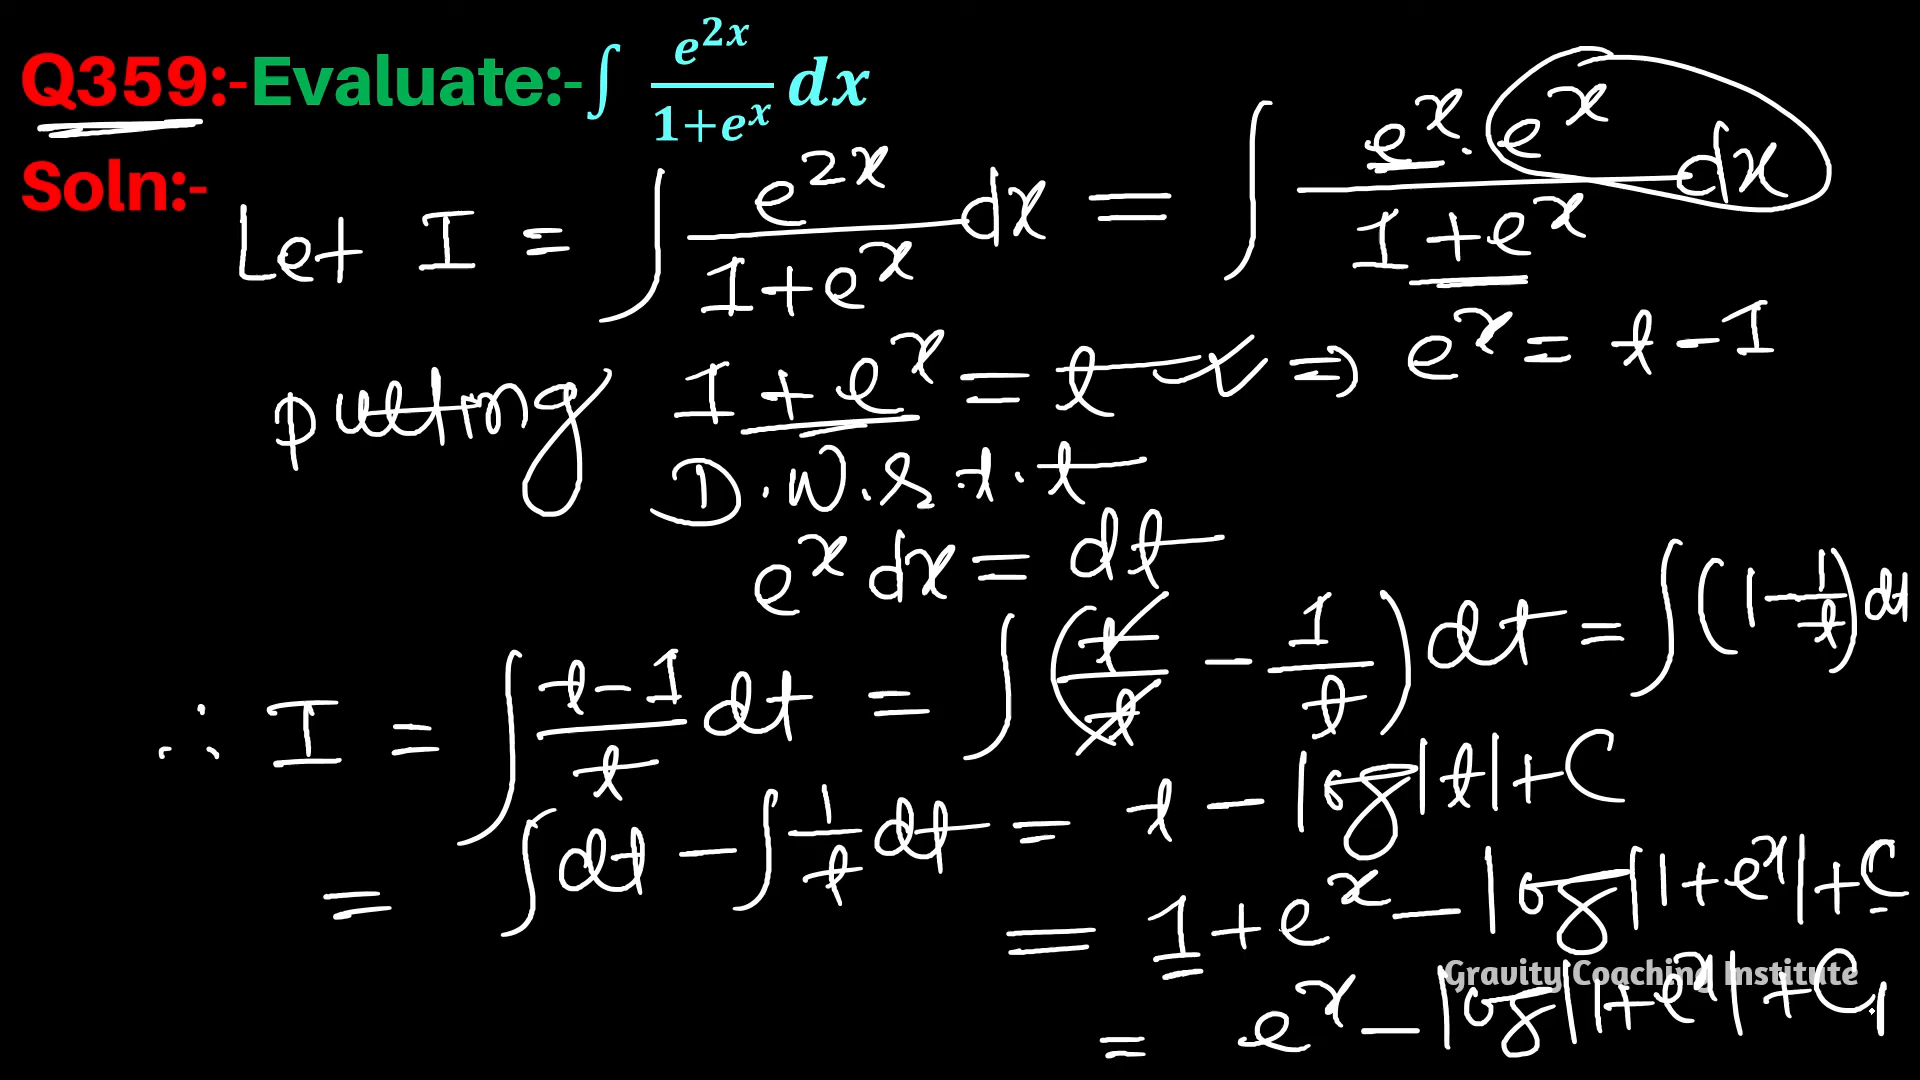 Q359:-Evaluate:-∫ e^{2x}/(1+e^x) dx
Soln:-
Let I = ∫ e^{2x}/(1+e^x) dx = ∫ e^x . e^x dx/(1+e^x)
putting 1+e^x = t ⇒ e^x = t-1
D.W.r.t.t
e^x dx = dt
∴ I = ∫ (t-1)/t dt = ∫ (t/t - 1/t) dt = ∫ (1 - 1/t) dt
= ∫ dt - ∫ 1/t dt = t - log|t| + C
= 1+e^x - log|1+e^x| + C
Gravity Coaching Institute
= e^x - log|1+e^x| + C₁